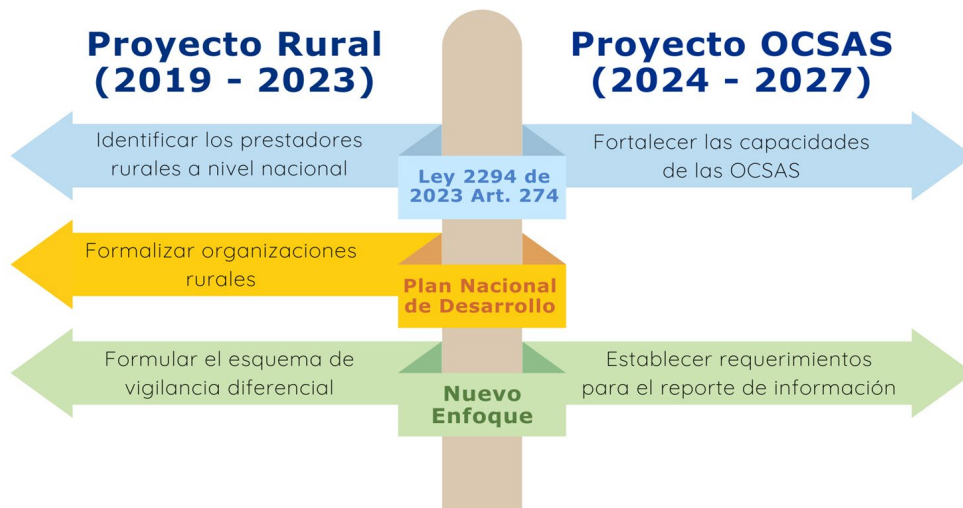 Proyecto Rural
(2019 - 2023)
Proyecto OCSAS
(2024 - 2027)
Identificar los prestadores
rurales a nivel nacional
Ley 2294 de
2023 Art. 274
Fortalecer las capacidades
de las OCSAS
Formalizar organizaciones
rurales
Plan Nacional
de Desarrollo
Formular el esquema de
vigilancia diferencial
Nuevo
Enfoque
Establecer requerimientos
para el reporte de información